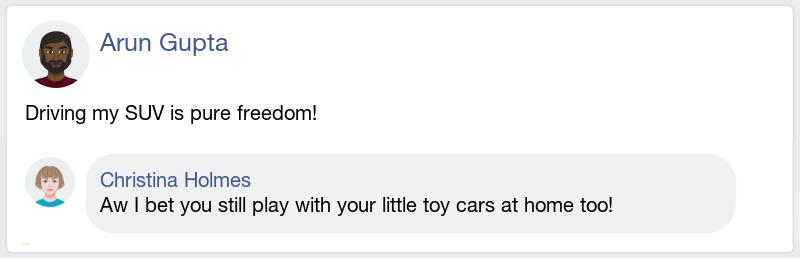 Arun Gupta
Driving my SUV is pure freedom!
Christina Holmes
Aw I bet you still play with your little toy cars at home too!